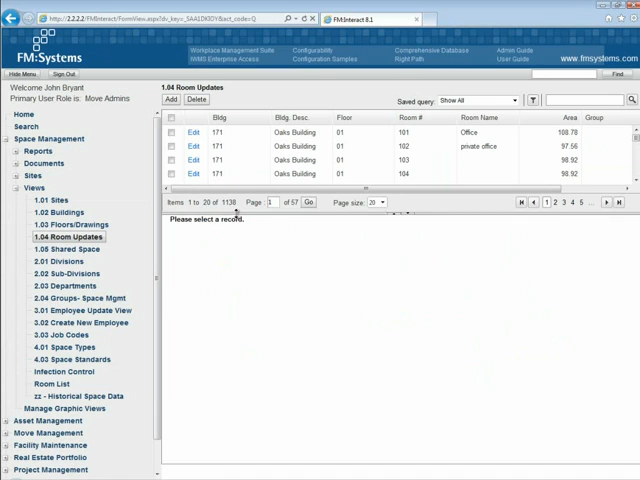 http://2.2.2.2/FMInteract/FormView.aspx?dv_key=_SAA1DKIOY&act_code=Q
FM:Interact 8.1
FM:Systems
Workplace Management Suite
Configurability
Comprehensive Database
Admin Guide
IWMS Enterprise Access
Configuration Samples
Right Path
User Guide
www.fmsystems.com
Hide Menu
Sign Out
Find
Welcome John Bryant
Primary User Role is: Move Admins
Home
Search
Space Management
Reports
Documents
Sites
Views
1.01 Sites
1.02 Buildings
1.03 Floors/Drawings
1.04 Room Updates
1.05 Shared Space
2.01 Divisions
2.02 Sub-Divisions
2.03 Departments
2.04 Groups- Space Mgmt
3.01 Employee Update View
3.02 Create New Employee
3.03 Job Codes
4.01 Space Types
4.03 Space Standards
Infection Control
Room List
zz - Historical Space Data
Manage Graphic Views
Asset Management
Move Management
Facility Maintenance
Real Estate Portfolio
Project Management
1.04 Room Updates
Add Delete
Saved query: Show All
Bldg Bldg. Desc. Floor Room # Room Name Area Group
Edit 171 Oaks Building 01 101 Office 108.78
Edit 171 Oaks Building 01 102 private office 97.56
Edit 171 Oaks Building 01 103 98.92
Edit 171 Oaks Building 01 104 98.92
Items 1 to 20 of 1138 Page: 1 of 57 Go Page size: 20 1 2 3 4 5 ...
Please select a record.